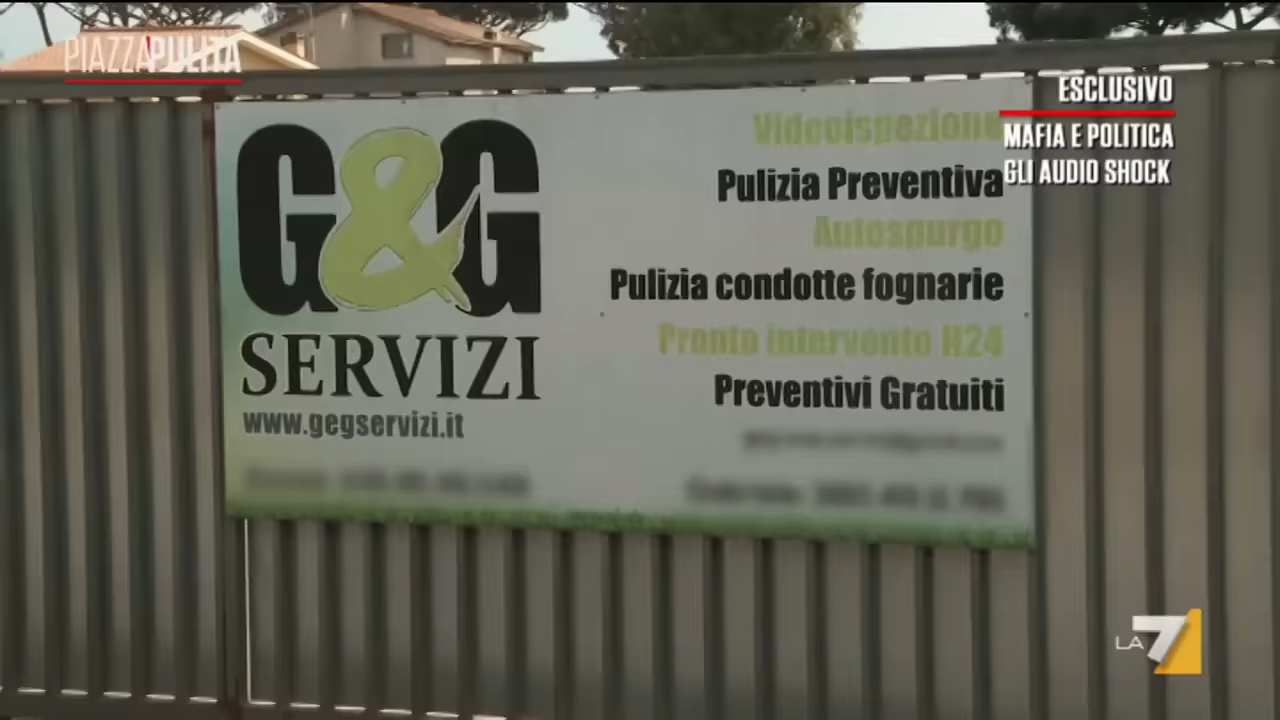 PIAZZAPULITA
ESCLUSIVO
MAFIA E POLITICA
GLI AUDIO SHOCK
G&G
SERVIZI
www.gegservizi.it
Videoispezione
Pulizia Preventiva
Autospurgo
Pulizia condotte fognarie
Pronto intervento H24
Preventivi Gratuiti
LA7